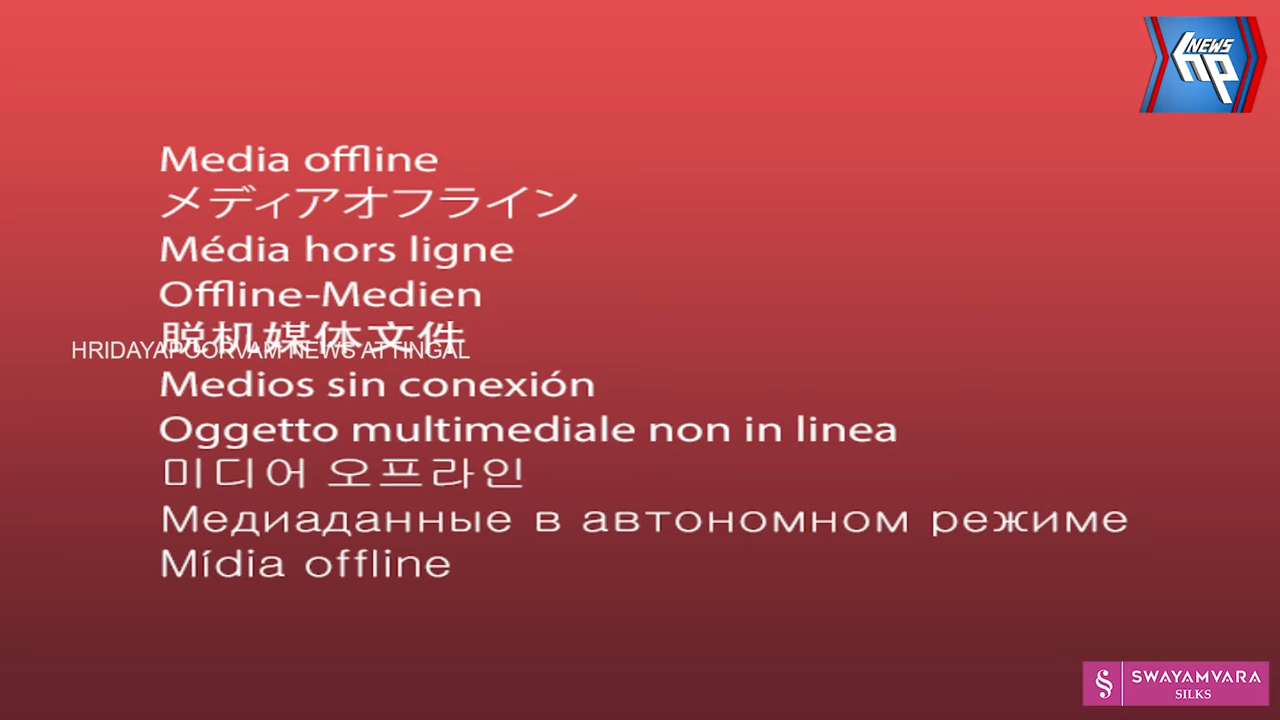 NEWS
hp
Media offline
メディアオフライン
Média hors ligne
Offline-Medien
脱机媒体文件
HRIDAYAPOORVAM NEWS ATTINGAL
Medios sin conexión
Oggetto multimediale non in linea
미디어 오프라인
Медиаданные в автономном режиме
Mídia offline
SWAYAMVARA
SILKS